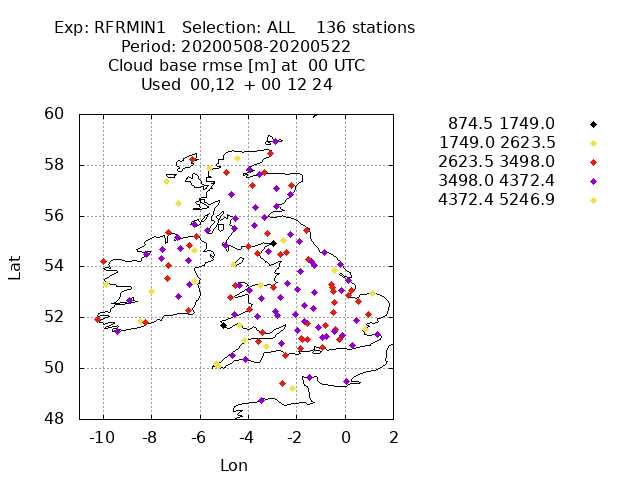 Exp: RFRMIN1 Selection: ALL 136 stations
Period: 20200508-20200522
Cloud base rmse [m] at 00 UTC
Used 00,12 + 00 12 24
874.5 1749.0
1749.0 2623.5
2623.5 3498.0
3498.0 4372.4
4372.4 5246.9
60
58
56
54
52
50
48
Lat
-10 -8 -6 -4 -2 0 2
Lon